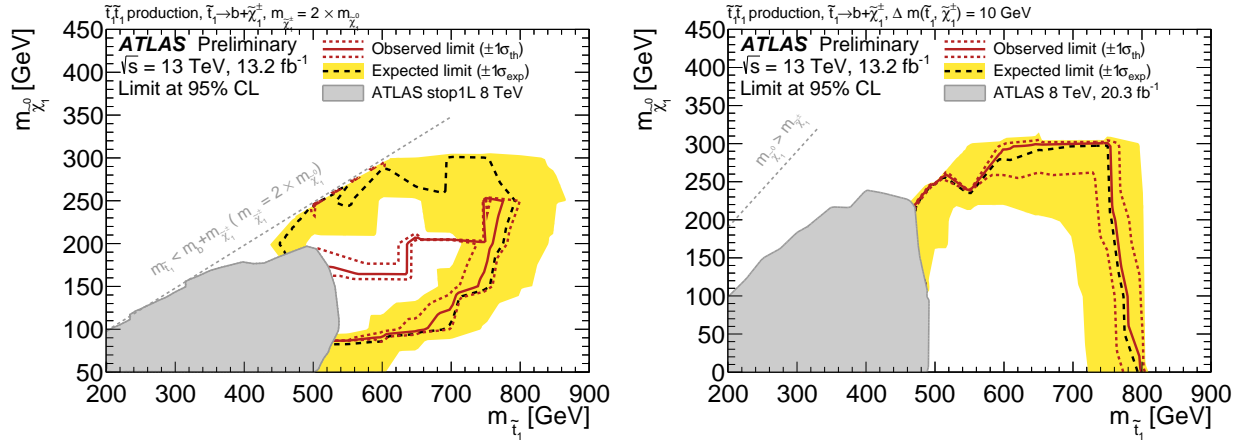 t̃₁t̃₁ production, t̃₁→b+χ̃₁±, m_χ̃₁± = 2 × m_χ̃₁⁰
m_χ̃₁⁰ [GeV]
450
400
350
300
250
200
150
100
50
ATLAS Preliminary
√s = 13 TeV, 13.2 fb⁻¹
Limit at 95% CL
Observed limit (±1σ_th)
Expected limit (±1σ_exp)
ATLAS stop1L 8 TeV
m_t̃₁ < m_b+m_χ̃₁± ( m_χ̃₁± = 2 × m_χ̃₁⁰ )
200 300 400 500 600 700 800 900
m_t̃₁ [GeV]
t̃₁t̃₁ production, t̃₁→b+χ̃₁±, Δ m(t̃₁, χ̃₁±) = 10 GeV
m_χ̃₁⁰ [GeV]
450
400
350
300
250
200
150
100
50
0
ATLAS Preliminary
√s = 13 TeV, 13.2 fb⁻¹
Limit at 95% CL
Observed limit (±1σ_th)
Expected limit (±1σ_exp)
ATLAS 8 TeV, 20.3 fb⁻¹
m_χ̃₁⁰ > m_χ̃₁±
200 300 400 500 600 700 800 900
m_t̃₁ [GeV]